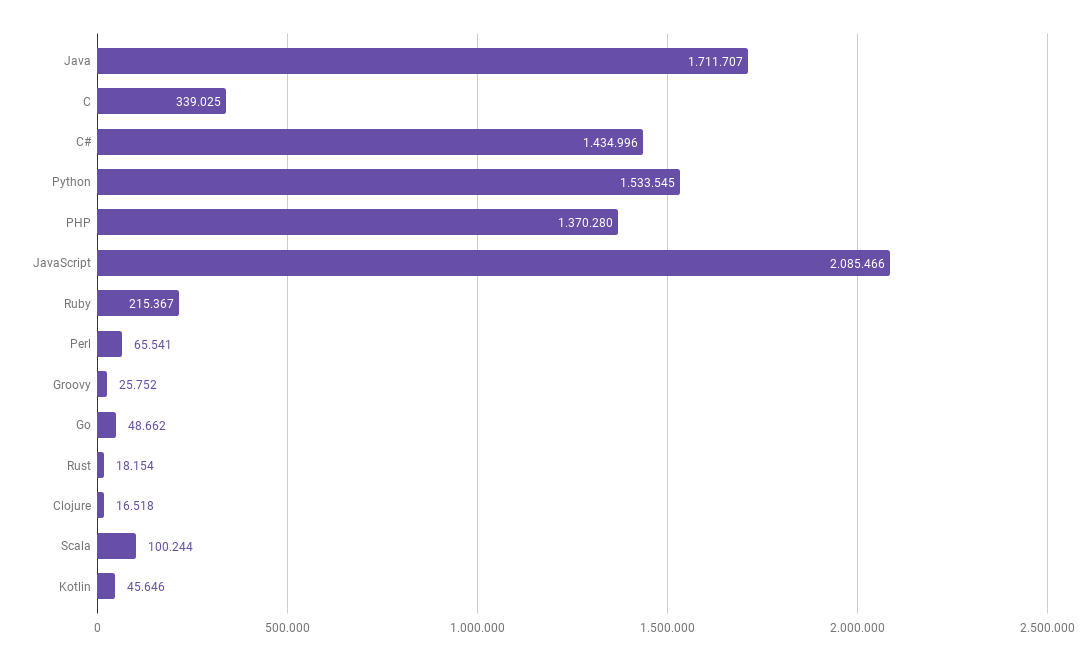 Java 1.711.707
C 339.025
C# 1.434.996
Python 1.533.545
PHP 1.370.280
JavaScript 2.085.466
Ruby 215.367
Perl 65.541
Groovy 25.752
Go 48.662
Rust 18.154
Clojure 16.518
Scala 100.244
Kotlin 45.646
0 500.000 1.000.000 1.500.000 2.000.000 2.500.000